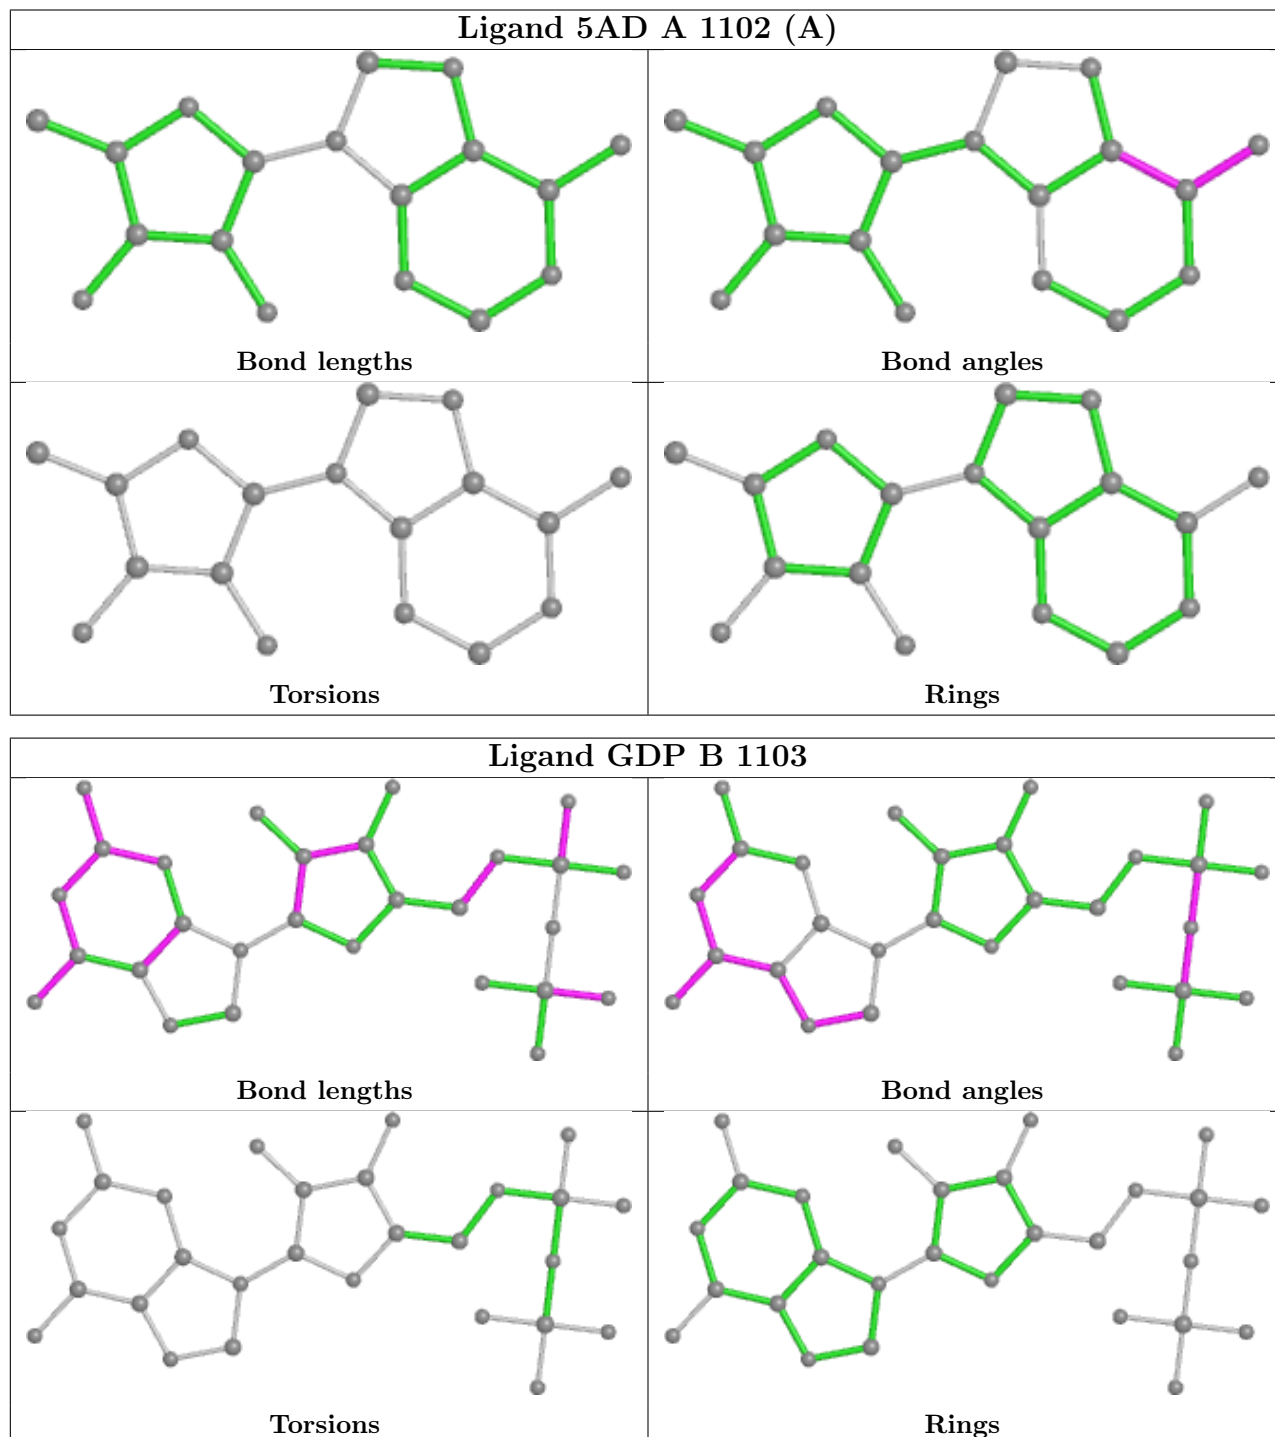 Ligand 5AD A 1102 (A)
Bond lengths
Bond angles
Torsions
Rings
Ligand GDP B 1103
Bond lengths
Bond angles
Torsions
Rings